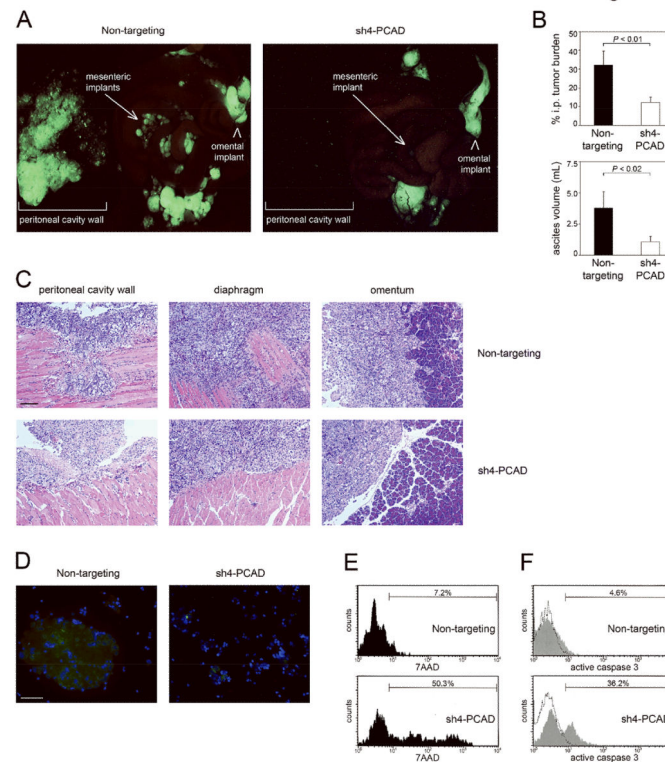 A
Non-targeting
sh4-PCAD
mesenteric
implants
omental
implant
peritoneal cavity wall
mesenteric
implant
omental
implant
peritoneal cavity wall
B
P < 0.01
% i.p. tumor burden
50
40
30
20
10
0
Non-
targeting
sh4-
PCAD
P < 0.02
ascites volume (mL)
7.5
5.0
2.5
0
Non-
targeting
sh4-
PCAD
C
peritoneal cavity wall
diaphragm
omentum
Non-targeting
sh4-PCAD
D
Non-targeting
sh4-PCAD
E
7.2%
Non-targeting
counts
7AAD
50.3%
sh4-PCAD
counts
7AAD
F
4.6%
Non-targeting
counts
active caspase 3
36.2%
sh4-PCAD
counts
active caspase 3